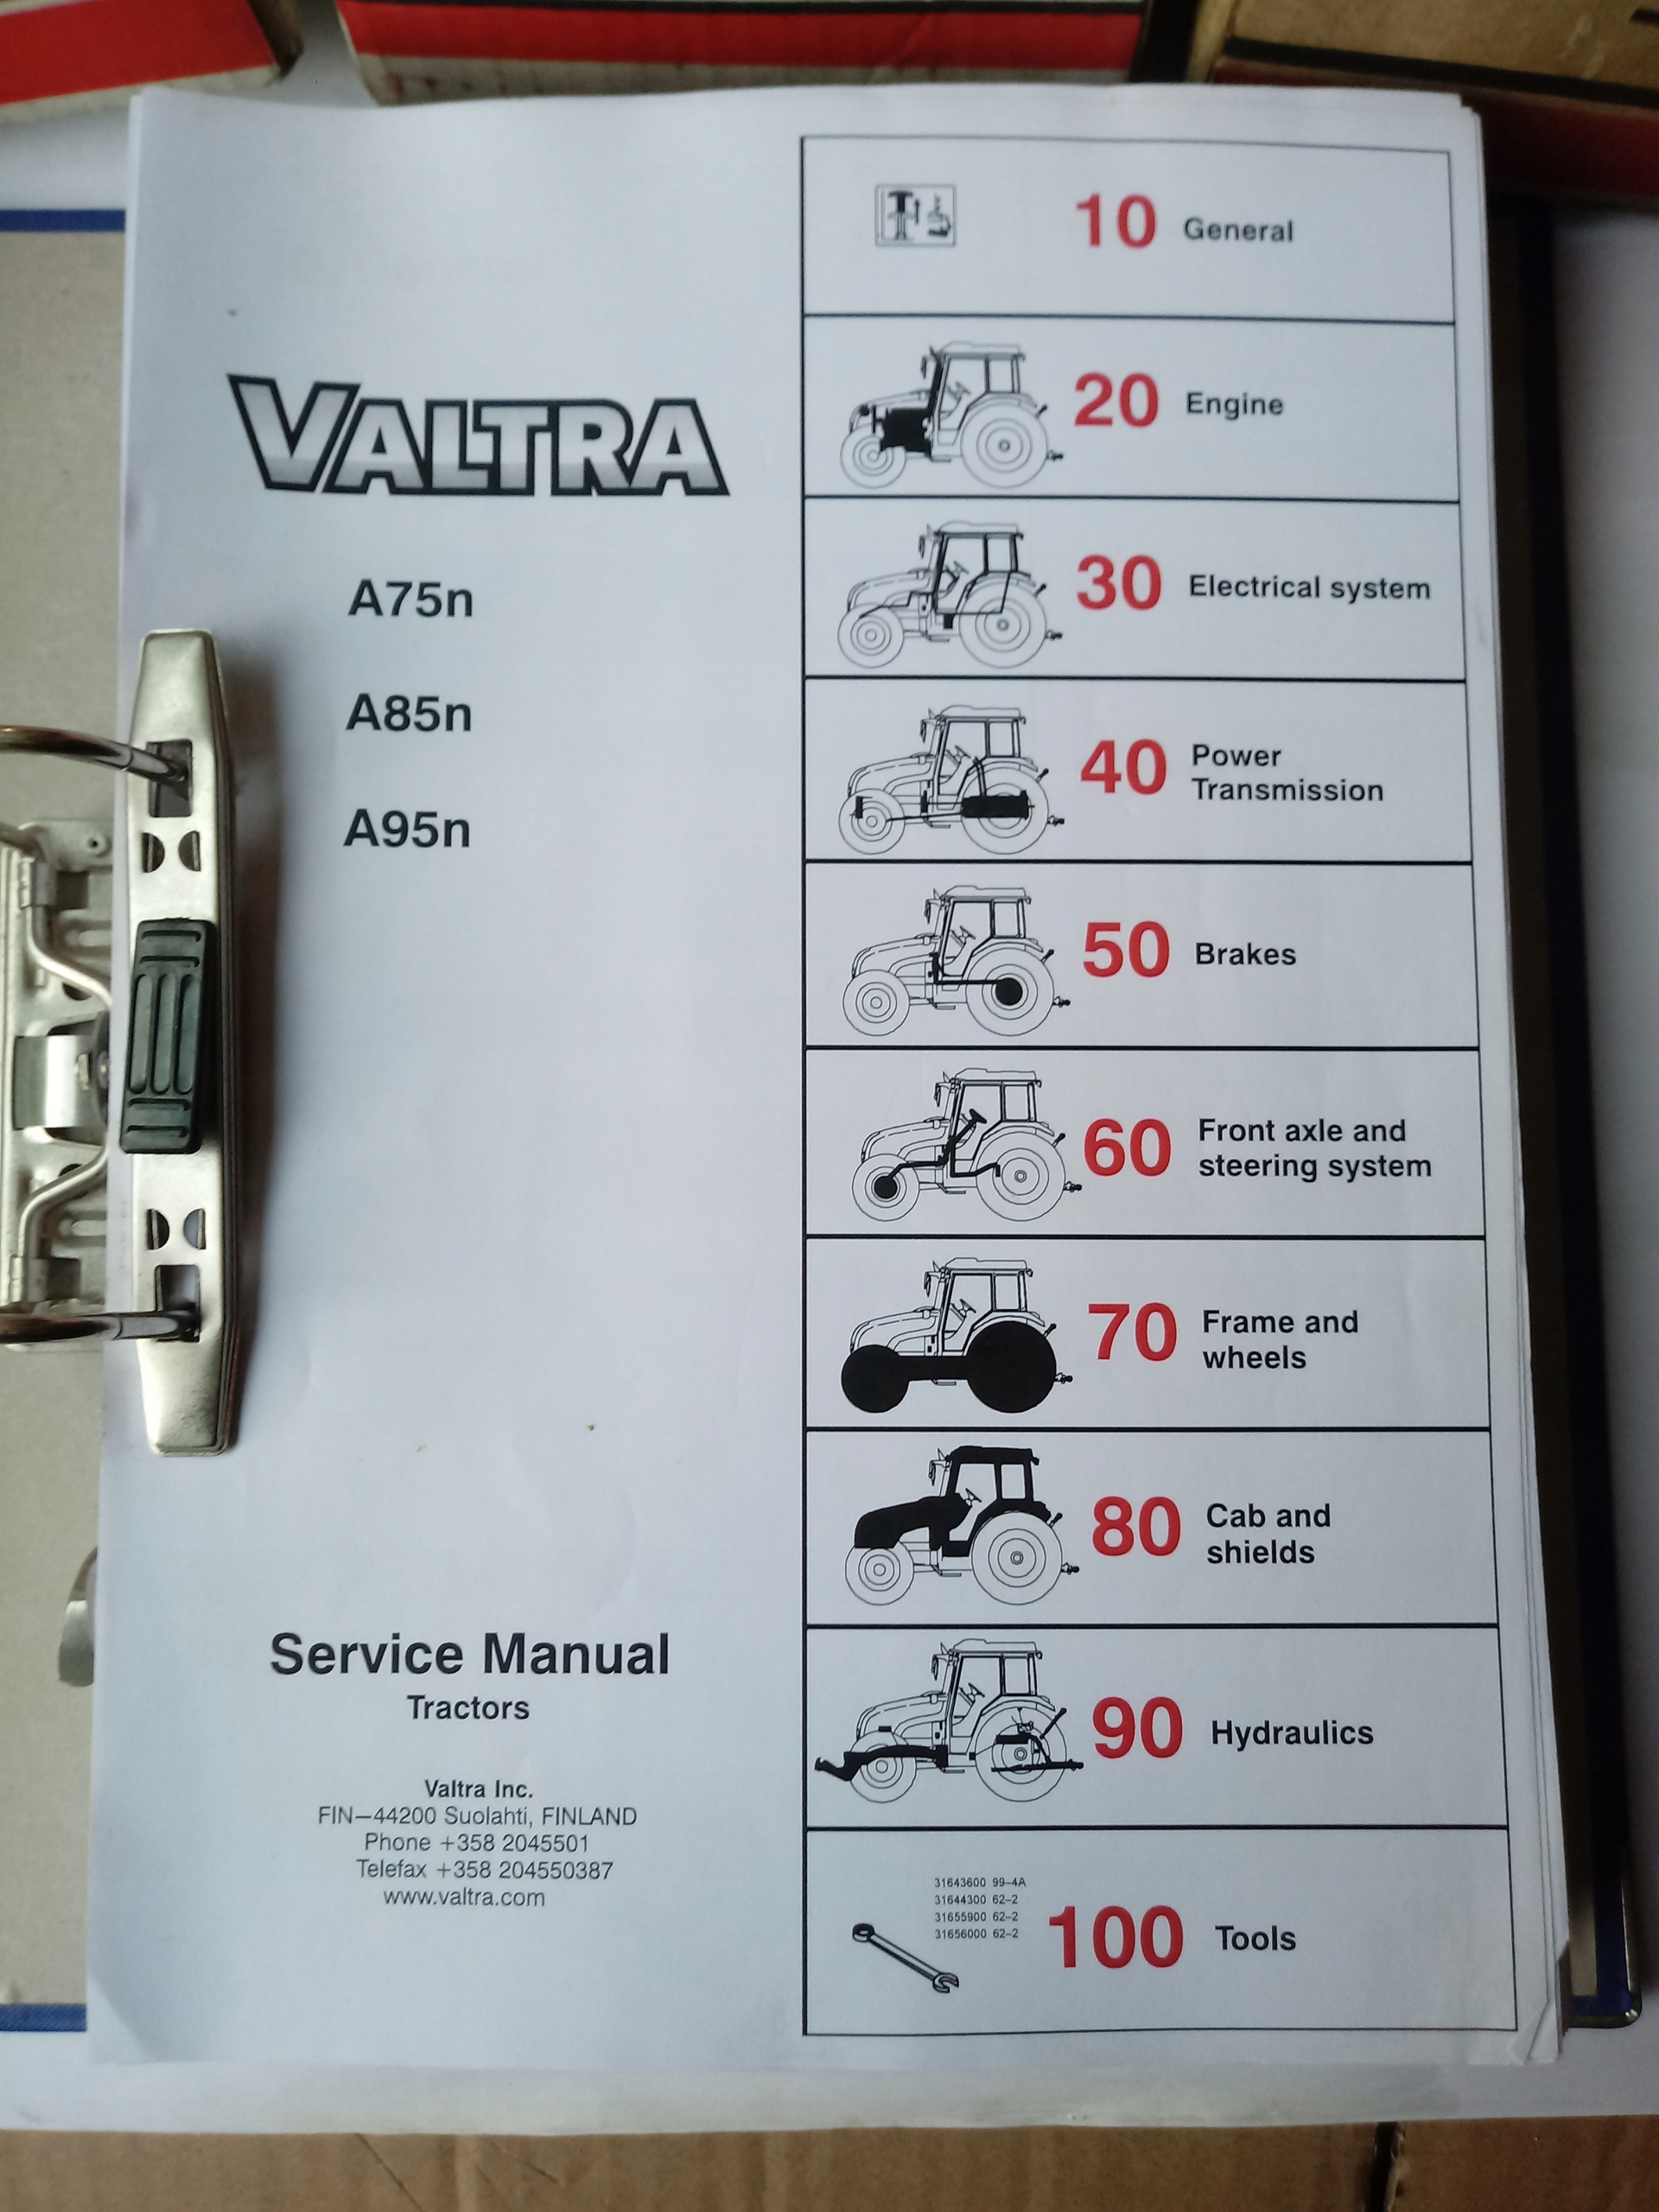 VALTRA
A75n
A85n
A95n
Service Manual
Tractors
Valtra Inc.
FIN–44200 Suolahti, FINLAND
Phone +358 2045501
Telefax +358 204550387
www.valtra.com
10 General
20 Engine
30 Electrical system
40 Power
Transmission
50 Brakes
60 Front axle and
steering system
70 Frame and
wheels
80 Cab and
shields
90 Hydraulics
31643600 99–4A
31644300 62–2
31655900 62–2
31656000 62–2
100 Tools